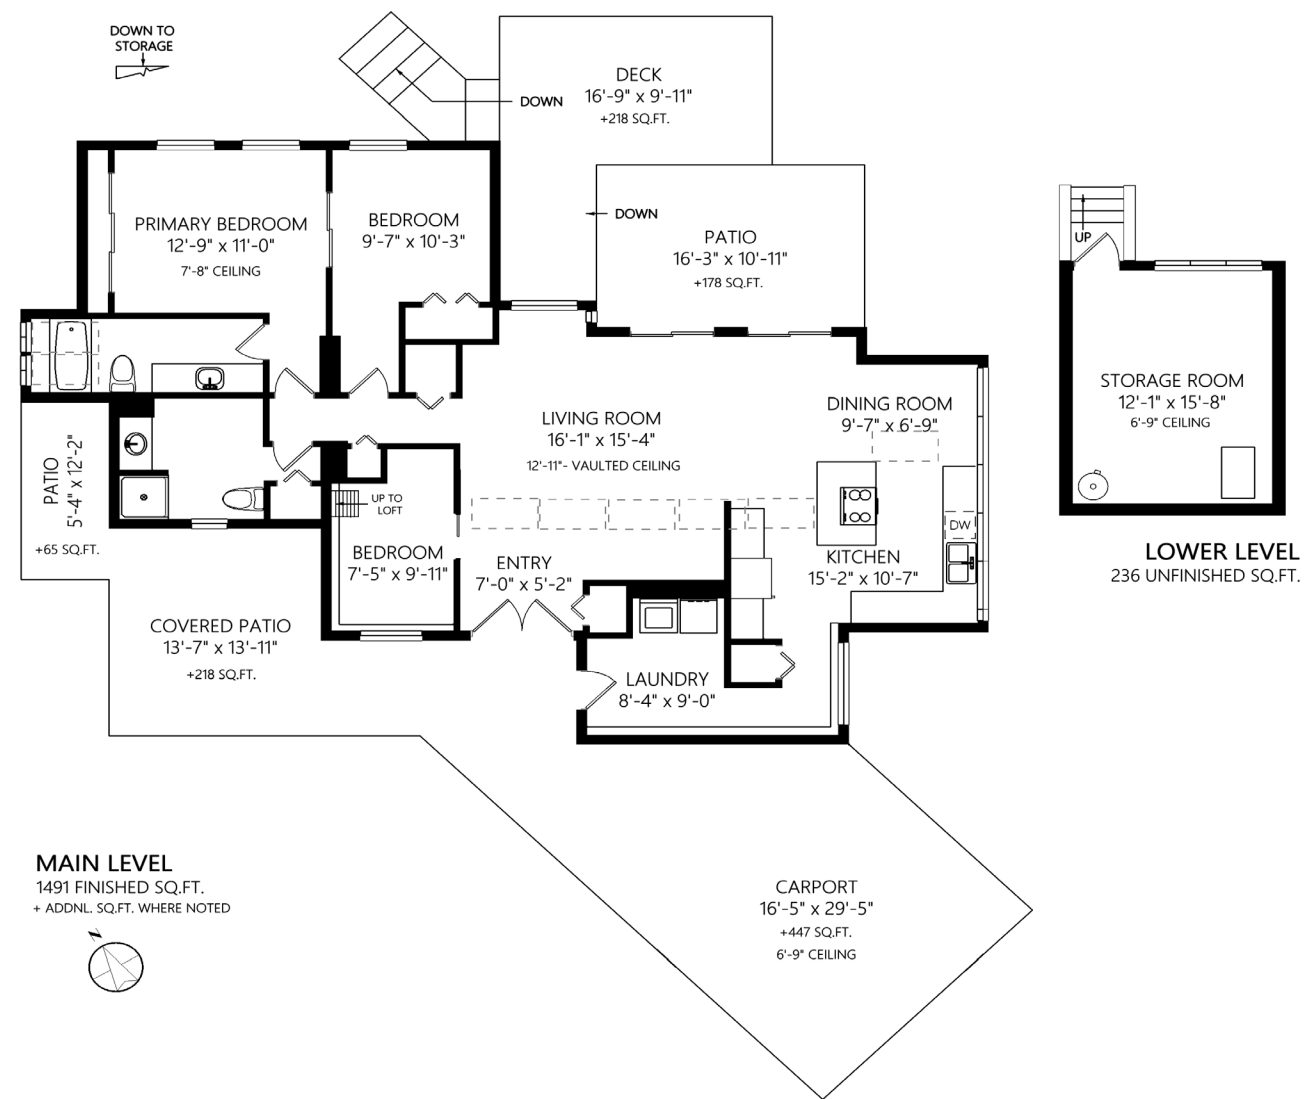 DOWN TO
STORAGE
DECK
16'-9" x 9'-11"
+218 SQ.FT.
DOWN
DOWN
PATIO
16'-3" x 10'-11"
+178 SQ.FT.
PRIMARY BEDROOM
12'-9" x 11'-0"
7'-8" CEILING
BEDROOM
9'-7" x 10'-3"
UP
STORAGE ROOM
12'-1" x 15'-8"
6'-9" CEILING
LIVING ROOM
16'-1" x 15'-4"
12'-11"- VAULTED CEILING
DINING ROOM
9'-7" x 6'-9"
PATIO
5'-4" x 12'-2"
+65 SQ.FT.
UP TO
LOFT
BEDROOM
7'-5" x 9'-11"
ENTRY
7'-0" x 5'-2"
KITCHEN
15'-2" x 10'-7"
DW
LOWER LEVEL
236 UNFINISHED SQ.FT.
COVERED PATIO
13'-7" x 13'-11"
+218 SQ.FT.
LAUNDRY
8'-4" x 9'-0"
MAIN LEVEL
1491 FINISHED SQ.FT.
+ ADDNL. SQ.FT. WHERE NOTED
N
CARPORT
16'-5" x 29'-5"
+447 SQ.FT.
6'-9" CEILING